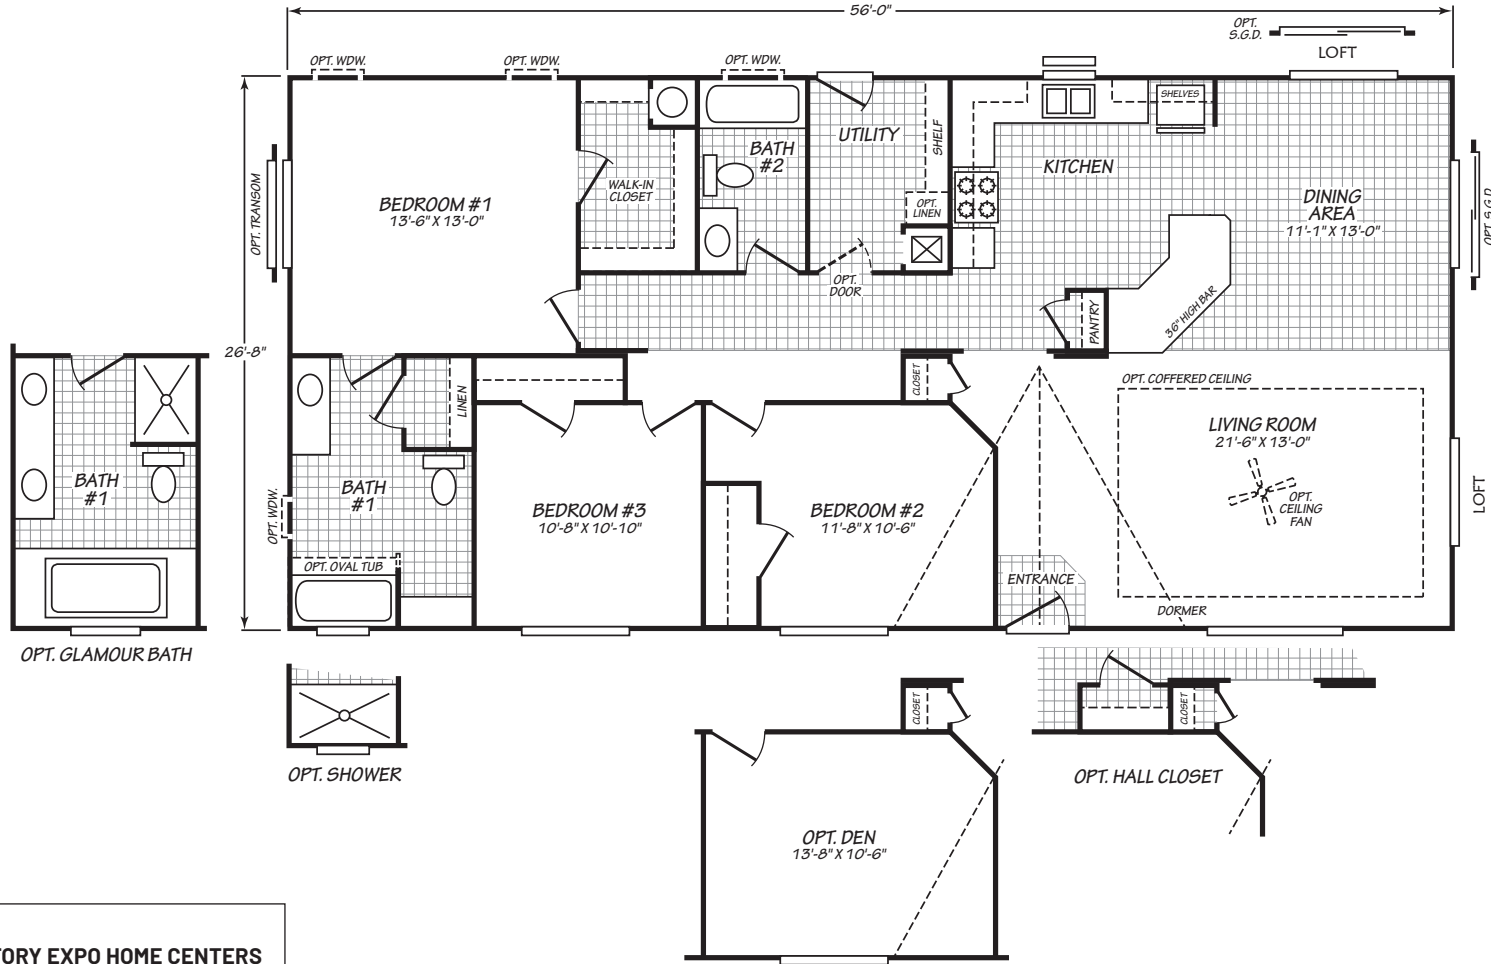 56'-0"
OPT.
S.G.D.
LOFT
OPT. WDW.
OPT. WDW.
OPT. WDW.
SHELVES
UTILITY
SHELF
BATH
#2
KITCHEN
WALK-IN
CLOSET
OPT. TRANSOM
BEDROOM #1
13'-6" X 13'-0"
OPT.
LINEN
DINING
AREA
11'-1" X 13'-0"
OPT. S.G.D.
OPT.
DOOR
36" HIGH BAR
PANTRY
26'-8"
CLOSET
OPT. COFFERED CEILING
LINEN
LIVING ROOM
21'-6" X 13'-0"
BATH
#1
BATH
#1
OPT. WDW.
BEDROOM #3
10'-8" X 10'-10"
BEDROOM #2
11'-8" X 10'-6"
OPT.
CEILING
FAN
LOFT
OPT. OVAL TUB
ENTRANCE
DORMER
OPT. GLAMOUR BATH
CLOSET
CLOSET
OPT. SHOWER
OPT. HALL CLOSET
OPT. DEN
13'-8" X 10'-6"
TORY EXPO HOME CENTERS